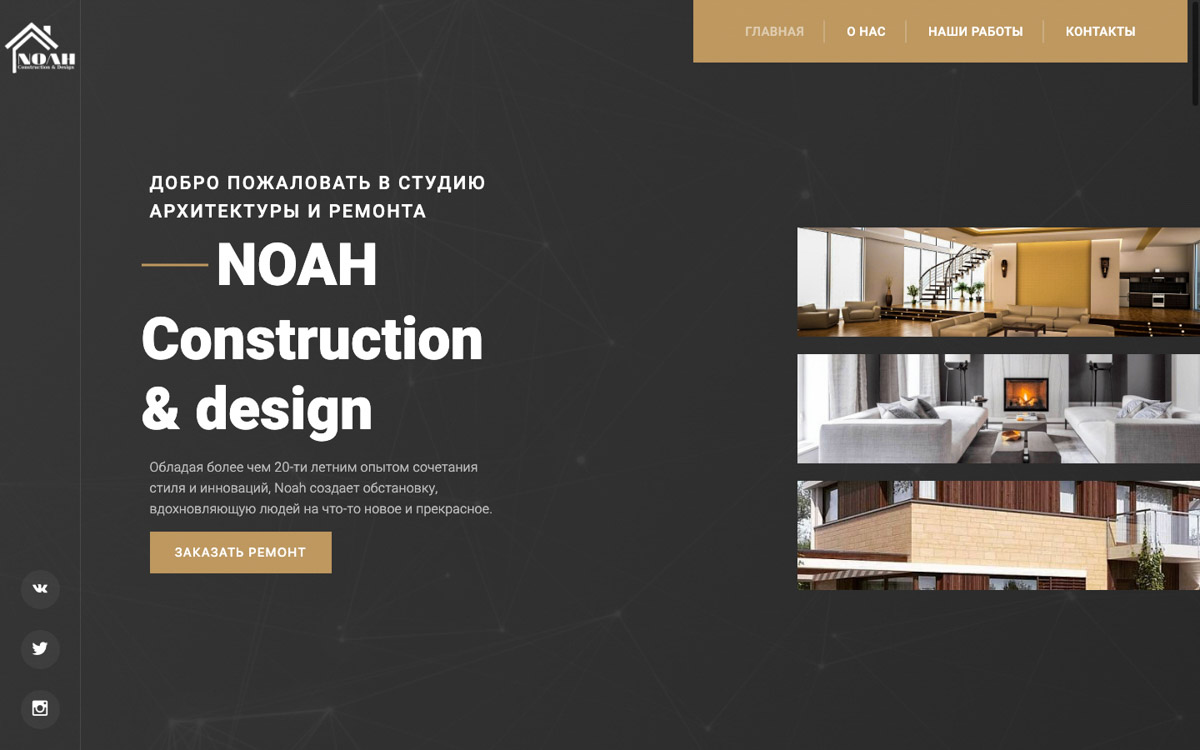 NOAH
Construction & Design
ГЛАВНАЯ
О НАС
НАШИ РАБОТЫ
КОНТАКТЫ
ДОБРО ПОЖАЛОВАТЬ В СТУДИЮ
АРХИТЕКТУРЫ И РЕМОНТА
NOAH
Construction
& design
Обладая более чем 20-ти летним опытом сочетания
стиля и инноваций, Noah создает обстановку,
вдохновляющую людей на что-то новое и прекрасное.
ЗАКАЗАТЬ РЕМОНТ